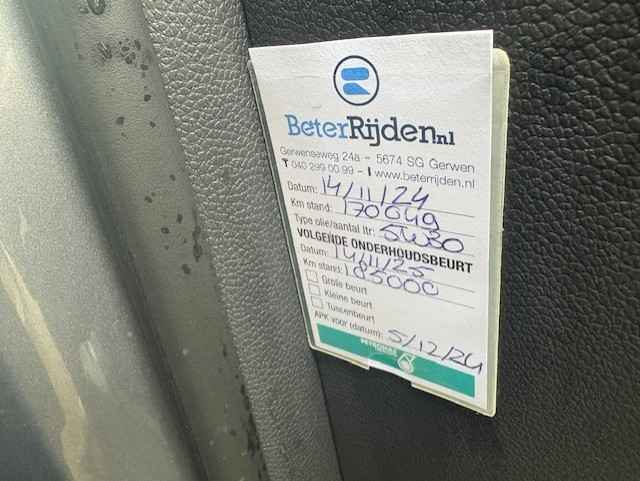 BeterRijden.nl
Gerwenseweg 24a - 5674 SG Gerwen
T 040 299 00 99 - I www.beterrijden.nl
Datum: 14/11/24
Km stand: 170049
Type olie/aantal ltr: 5W30
VOLGENDE ONDERHOUDSBEURT
Datum: 14/11/25
Km stand: 185000
Grote beurt
Kleine beurt
Tussenbeurt
APK voor (datum): 5/12/24
PETRONAS